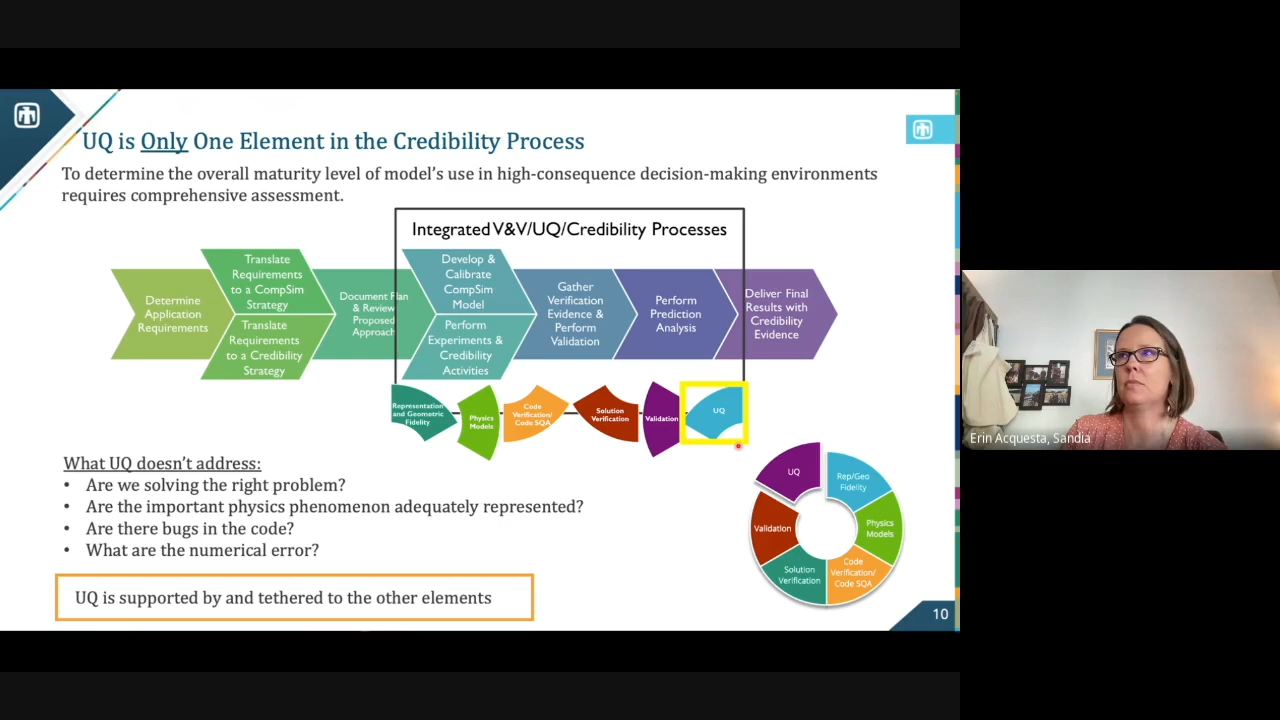 UQ is Only One Element in the Credibility Process
To determine the overall maturity level of model's use in high-consequence decision-making environments
requires comprehensive assessment.
Integrated V&V/UQ/Credibility Processes
Determine
Application
Requirements
Translate
Requirements
to a CompSim
Strategy
Translate
Requirements
to a Credibility
Strategy
Document Plan
& Review
Proposed
Approach
Develop &
Calibrate
CompSim
Model
Perform
Experiments &
Credibility
Activities
Gather
Verification
Evidence &
Perform
Validation
Perform
Prediction
Analysis
Deliver Final
Results with
Credibility
Evidence
Representation
and Geometric
Fidelity
Physics
Models
Code
Verification/
Code SQA
Solution
Verification
Validation
UQ
What UQ doesn't address:
• Are we solving the right problem?
• Are the important physics phenomenon adequately represented?
• Are there bugs in the code?
• What are the numerical error?
UQ is supported by and tethered to the other elements
UQ
Rep/Geo
Fidelity
Physics
Models
Code
Verification/
Code SQA
Solution
Verification
Validation
10
Erin Acquesta, Sandia